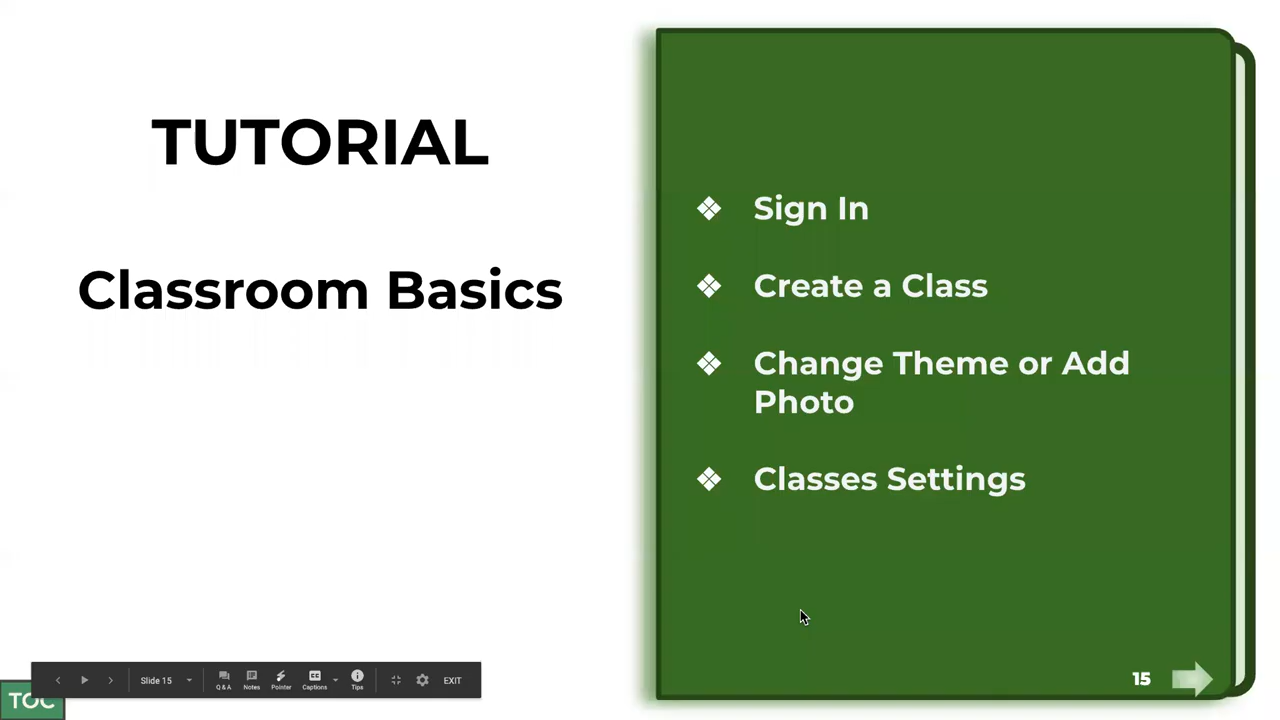 TUTORIAL
Classroom Basics
❖ Sign In
❖ Create a Class
❖ Change Theme or Add
Photo
❖ Classes Settings
15
Slide 15
Q & A
Notes
Pointer
Captions
Tips
EXIT
TOC